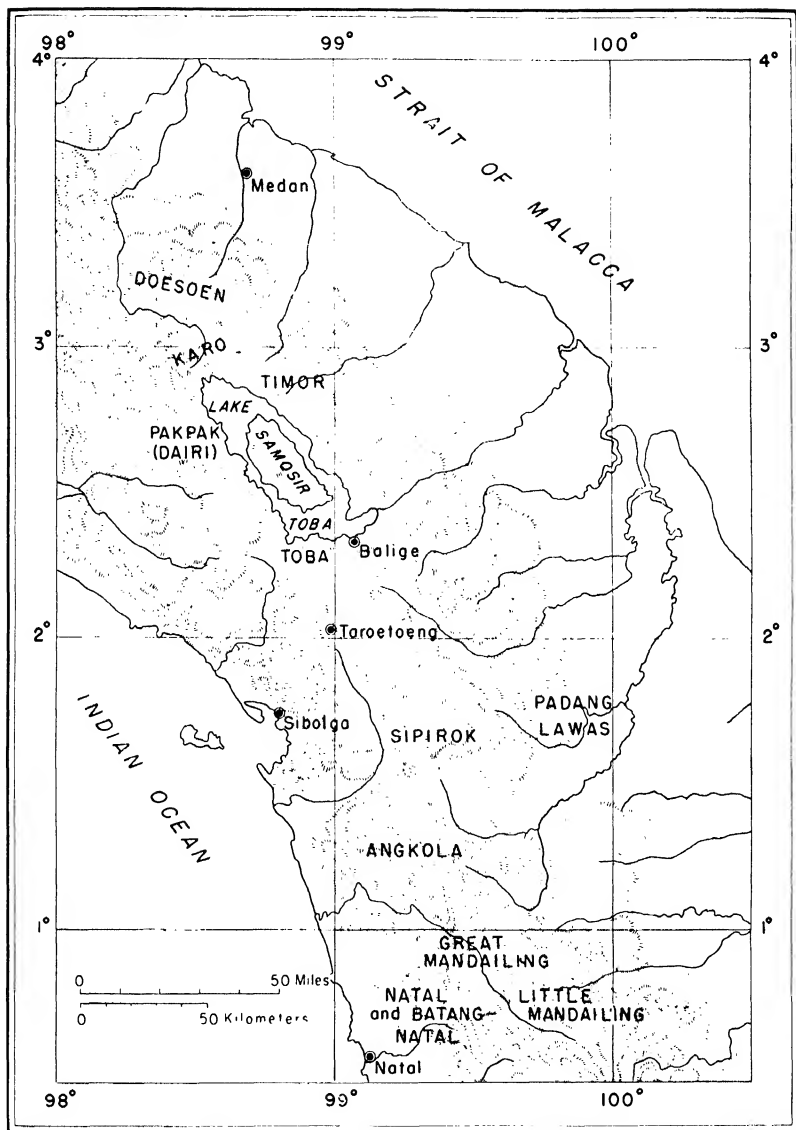 98°
99°
100°
4°
4°
STRAIT OF MALACCA
Medan
DOESOEN
3°
3°
KARO
TIMOR
LAKE
PAKPAK
(DAIRI)
SAMOSIR
TOBA
TOBA
Balige
2°
Taroetoeng
2°
PADANG
LAWAS
Sibolga
SIPIROK
INDIAN OCEAN
ANGKOLA
1°
1°
GREAT
MANDAILING
0
50 Miles
0
50 Kilometers
NATAL
and BATANG-
NATAL
LITTLE
MANDAILING
Natal
98°
99°
100°